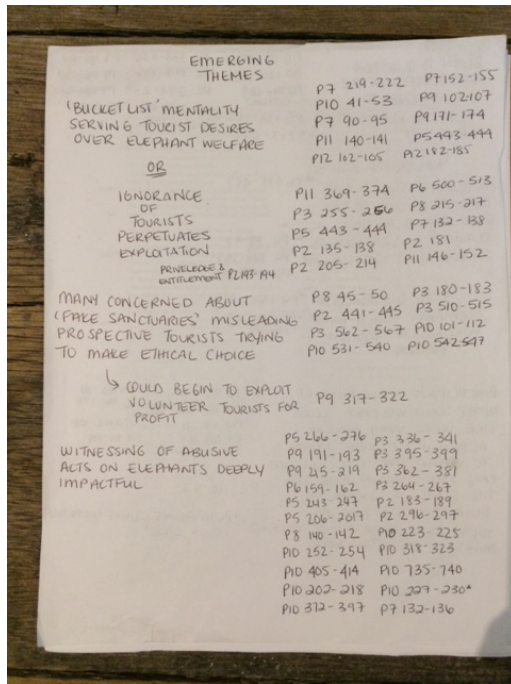 EMERGING
THEMES
'BUCKET LIST' MENTALITY
SERVING TOURIST DESIRES
OVER ELEPHANT WELFARE
P7 219-222 P7 152-155
P10 41-53 P9 102-107
P7 90-95 P9 171-174
P11 140-141 P5 443-444
P12 102-105 P12 182-185
OR
IGNORANCE
OF
TOURISTS
PERPETUATES
EXPLOITATION
PRIVELEDGE &
ENTITLEMENT P2 193-194
P11 369-374 P6 500-513
P3 255-256 P8 215-217
P5 443-444 P7 132-138
P2 135-138 P2 181
P2 205-214 P11 146-152
MANY CONCERNED ABOUT
'FAKE SANCTUARIES' MISLEADING
PROSPECTIVE TOURISTS TRYING
TO MAKE ETHICAL CHOICE
P8 45-50 P3 180-183
P2 441-445 P3 510-515
P3 562-567 P10 101-112
P10 531-540 P10 542-547
↳ COULD BEGIN TO EXPLOIT
VOLUNTEER TOURISTS FOR
PROFIT
P9 317-322
WITNESSING OF ABUSIVE
ACTS ON ELEPHANTS DEEPLY
IMPACTFUL
P5 266-276 P3 336-341
P9 191-193 P3 395-399
P9 215-219 P3 362-381
P6 159-162 P3 264-267
P5 243-247 P2 183-189
P5 206-2017 P2 296-297
P8 140-142 P10 223-225
P10 252-254 P10 318-323
P10 405-414 P10 735-740
P10 202-218 P10 227-230*
P10 372-397 P7 132-136